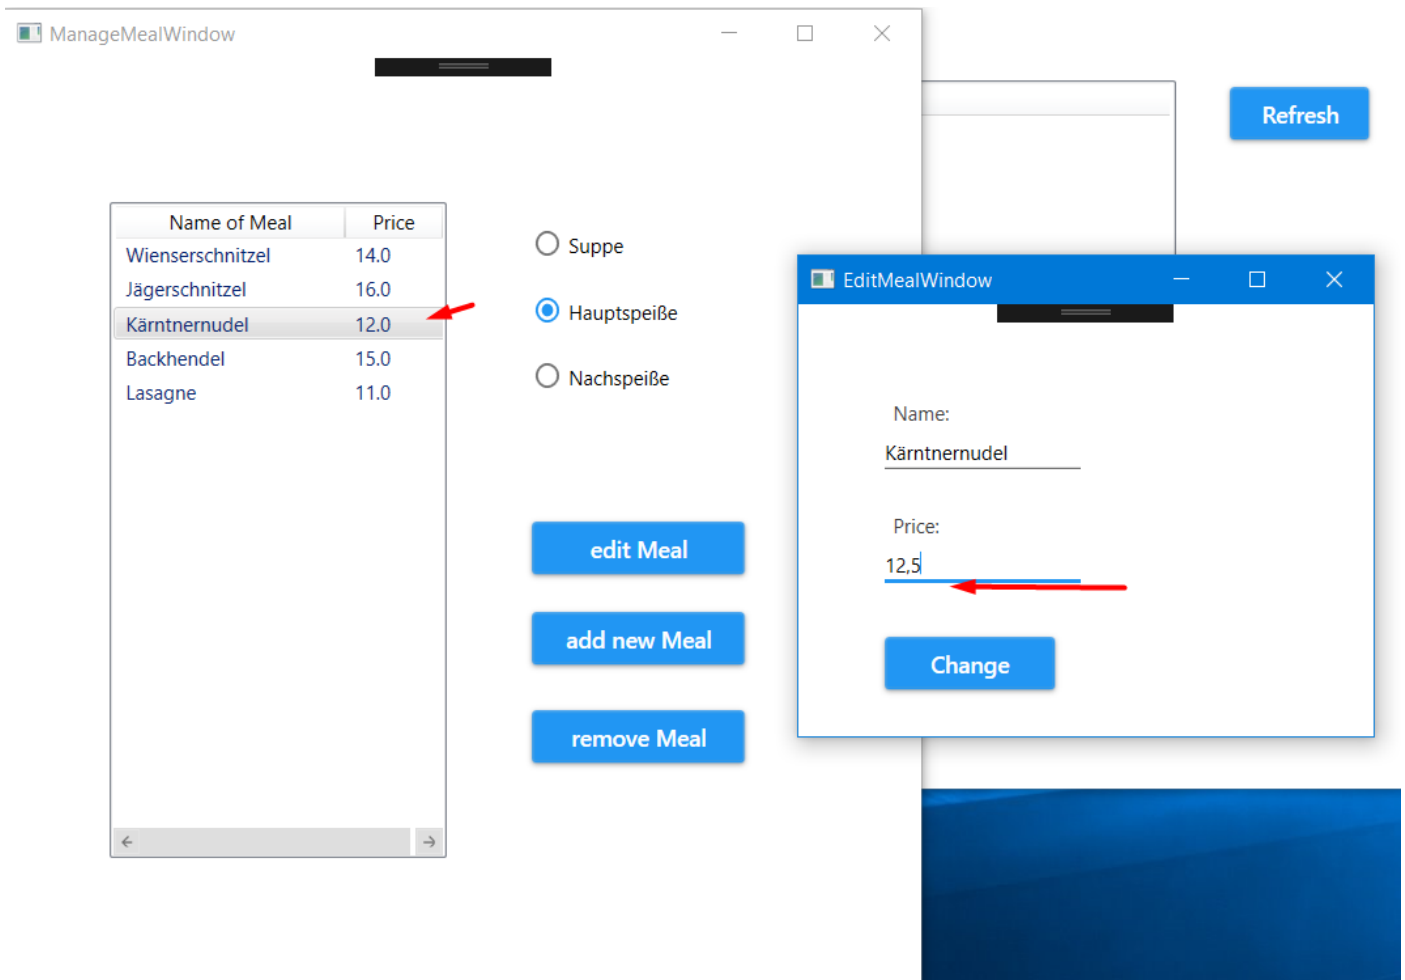 ManageMealWindow
Refresh
Name of Meal Price
Wienserschnitzel 14.0
Jägerschnitzel 16.0
Kärntnernudel 12.0
Backhendel 15.0
Lasagne 11.0
Suppe
Hauptspeiße
Nachspeiße
edit Meal
add new Meal
remove Meal
EditMealWindow
Name:
Kärntnernudel
Price:
12,5
Change